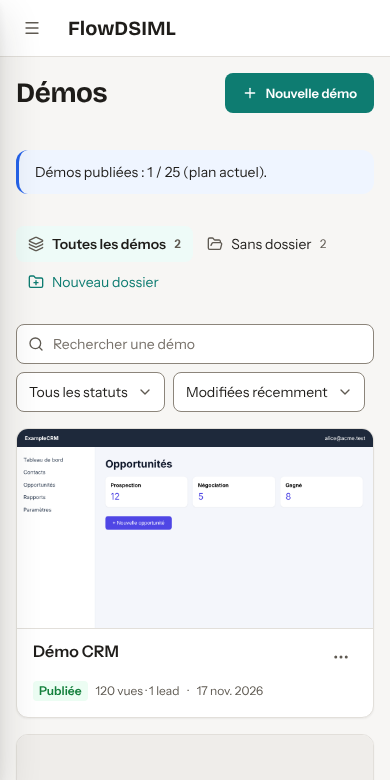 FlowDSIML
Démos
Nouvelle démo
Démos publiées : 1 / 25 (plan actuel).
Toutes les démos 2
Sans dossier 2
Nouveau dossier
Rechercher une démo
Tous les statuts
Modifiées récemment
ExampleCRM
alice@acme.test
Tableau de bord
Contacts
Opportunités
Rapports
Paramètres
Opportunités
Prospection
12
Négociation
5
Gagné
8
+ Nouvelle opportunité
Démo CRM
Publiée 120 vues · 1 lead · 17 nov. 2026